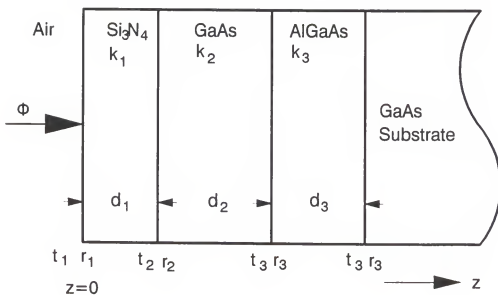 Air Si3N4 GaAs AlGaAs
k1 k2 k3
Φ
GaAs
Substrate
d1 d2 d3
t1 r1 t2 r2 t3 r3 t3 r3
z=0 z